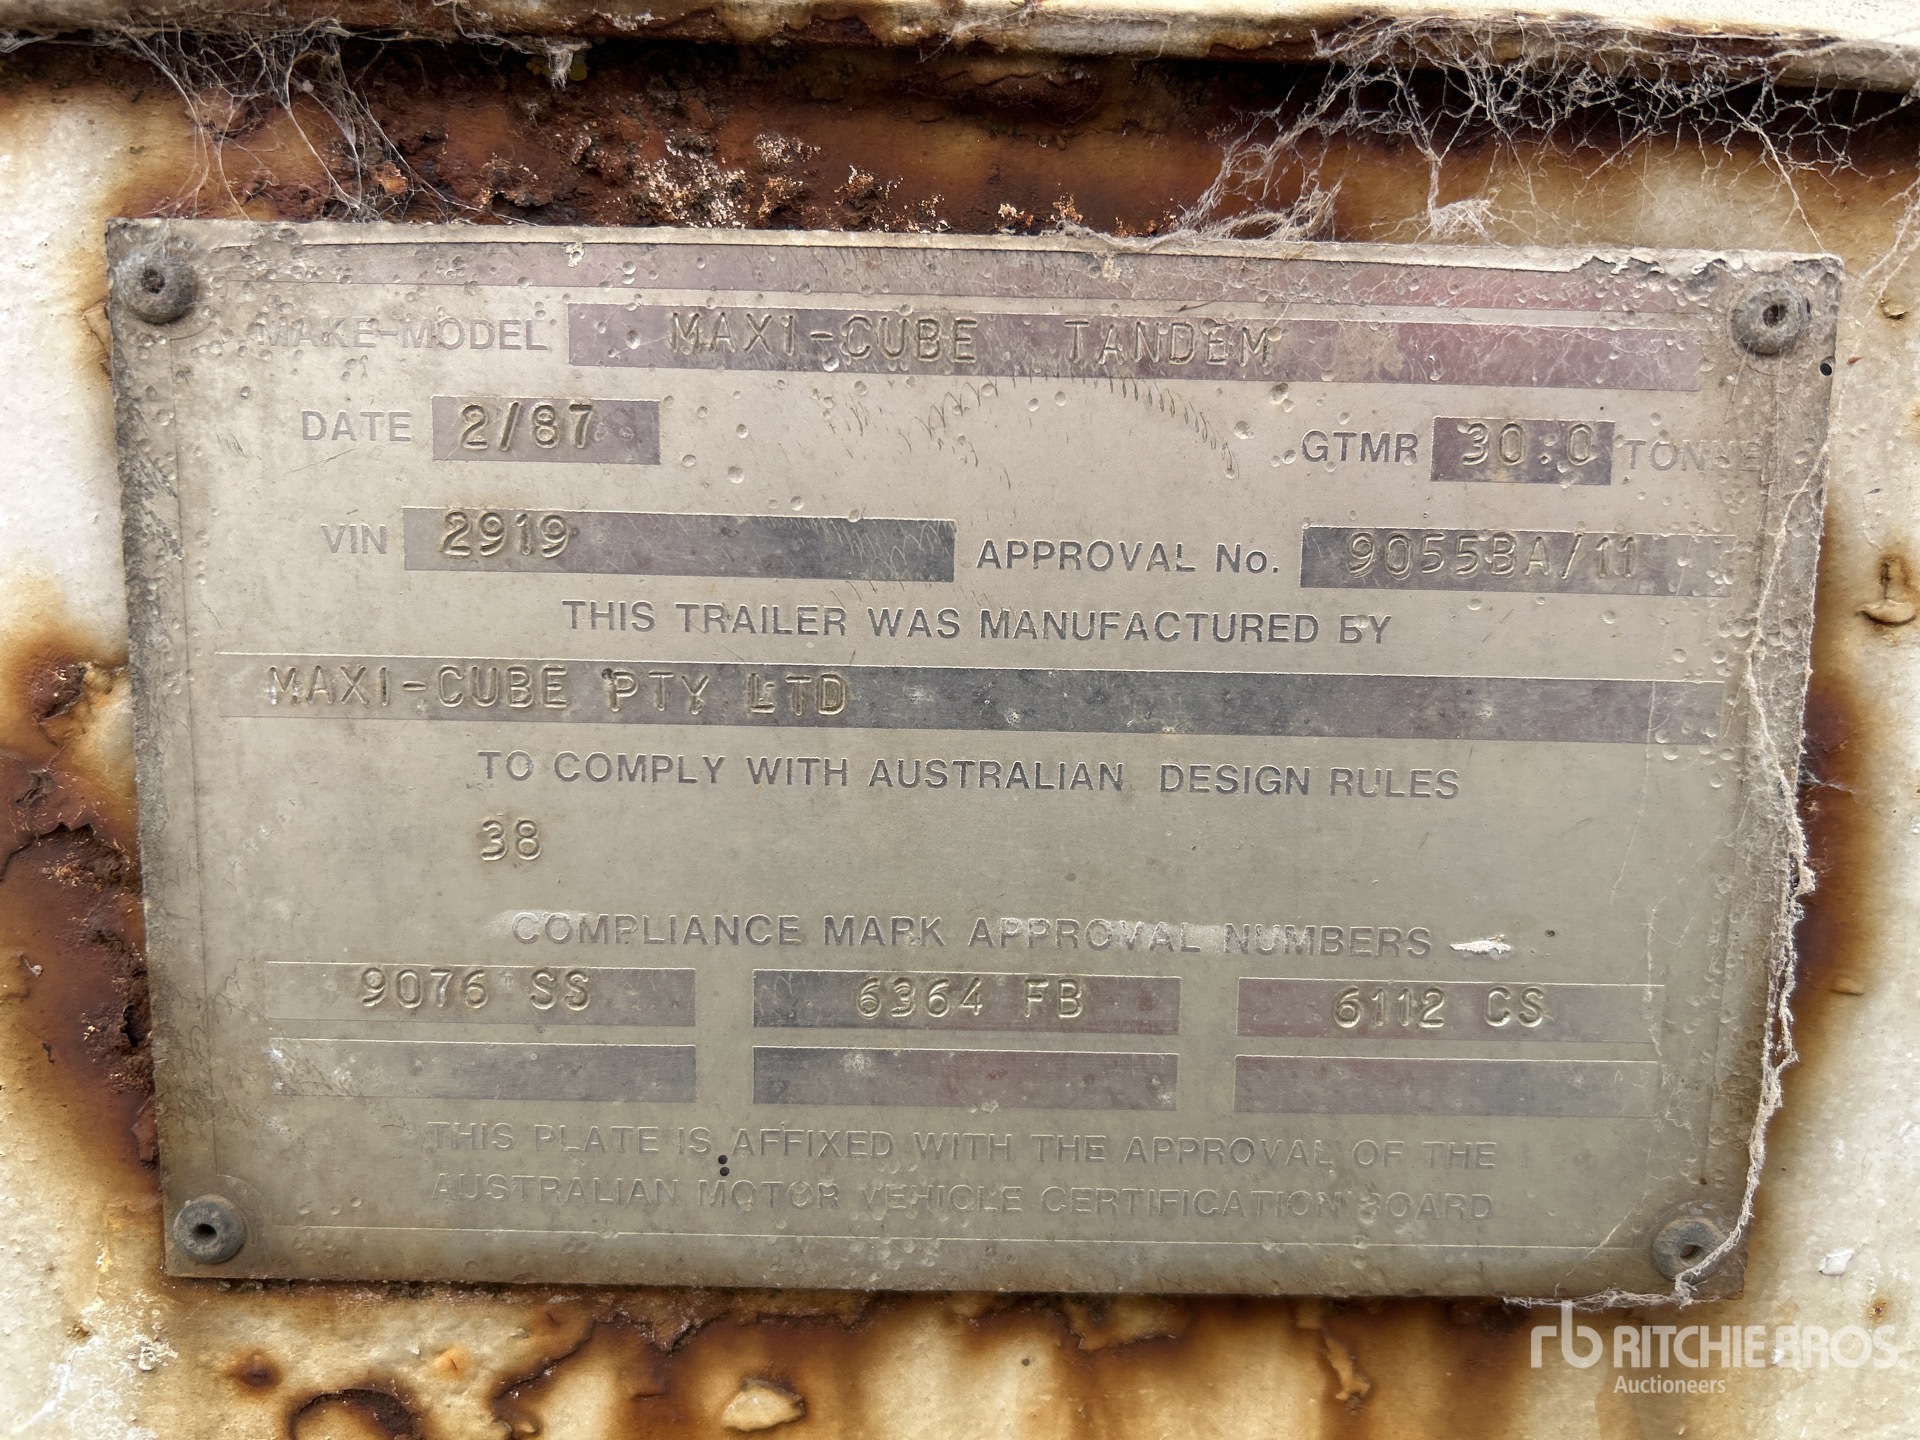 MAKE-MODEL MAXI-CUBE TANDEM
DATE 2/87 GTMR 30.0 TONNE
VIN 2919 APPROVAL No. 9055BA/11
THIS TRAILER WAS MANUFACTURED BY
MAXI-CUBE PTY LTD
TO COMPLY WITH AUSTRALIAN DESIGN RULES
38
COMPLIANCE MARK APPROVAL NUMBERS
9076 SS 6364 FB 6112 CS
THIS PLATE IS AFFIXED WITH THE APPROVAL OF THE
AUSTRALIAN MOTOR VEHICLE CERTIFICATION BOARD
rb RITCHIE BROS.
Auctioneers